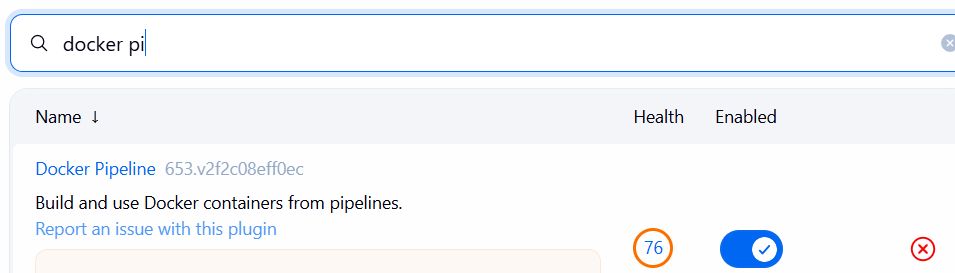 docker pi
Name ↓ Health Enabled
Docker Pipeline 653.v2f2c08eff0ec
Build and use Docker containers from pipelines.
Report an issue with this plugin
76